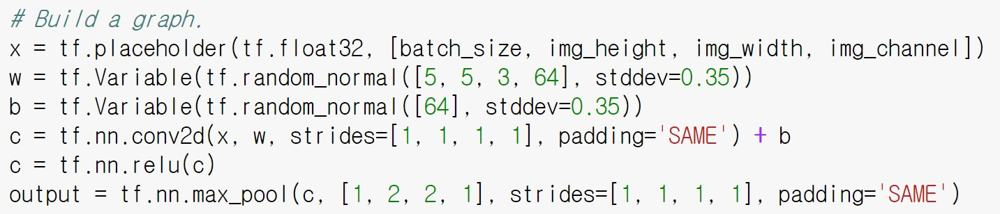 # Build a graph.
x = tf.placeholder(tf.float32, [batch_size, img_height, img_width, img_channel])
w = tf.Variable(tf.random_normal([5, 5, 3, 64], stddev=0.35))
b = tf.Variable(tf.random_normal([64], stddev=0.35))
c = tf.nn.conv2d(x, w, strides=[1, 1, 1, 1], padding='SAME') + b
c = tf.nn.relu(c)
output = tf.nn.max_pool(c, [1, 2, 2, 1], strides=[1, 1, 1, 1], padding='SAME')